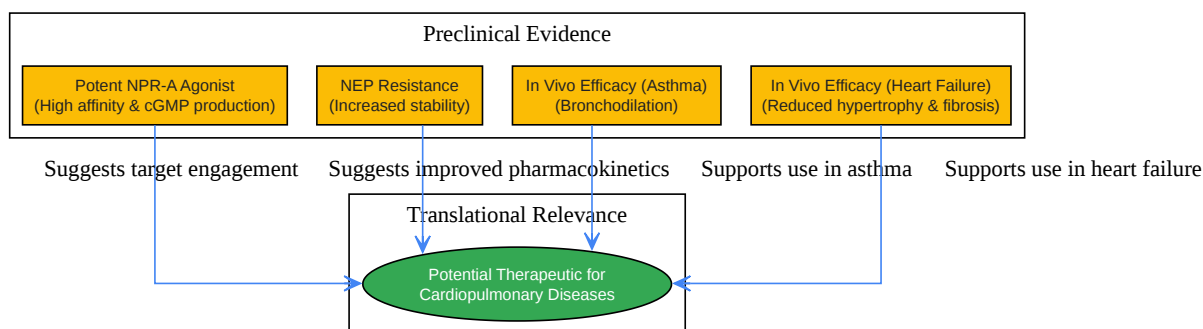 Preclinical Evidence
Potent NPR-A Agonist
(High affinity & cGMP production)
NEP Resistance
(Increased stability)
In Vivo Efficacy (Asthma)
(Bronchodilation)
In Vivo Efficacy (Heart Failure)
(Reduced hypertrophy & fibrosis)
Suggests target engagement
Suggests improved pharmacokinetics
Supports use in asthma
Supports use in heart failure
Translational Relevance
Potential Therapeutic for
Cardiopulmonary Diseases